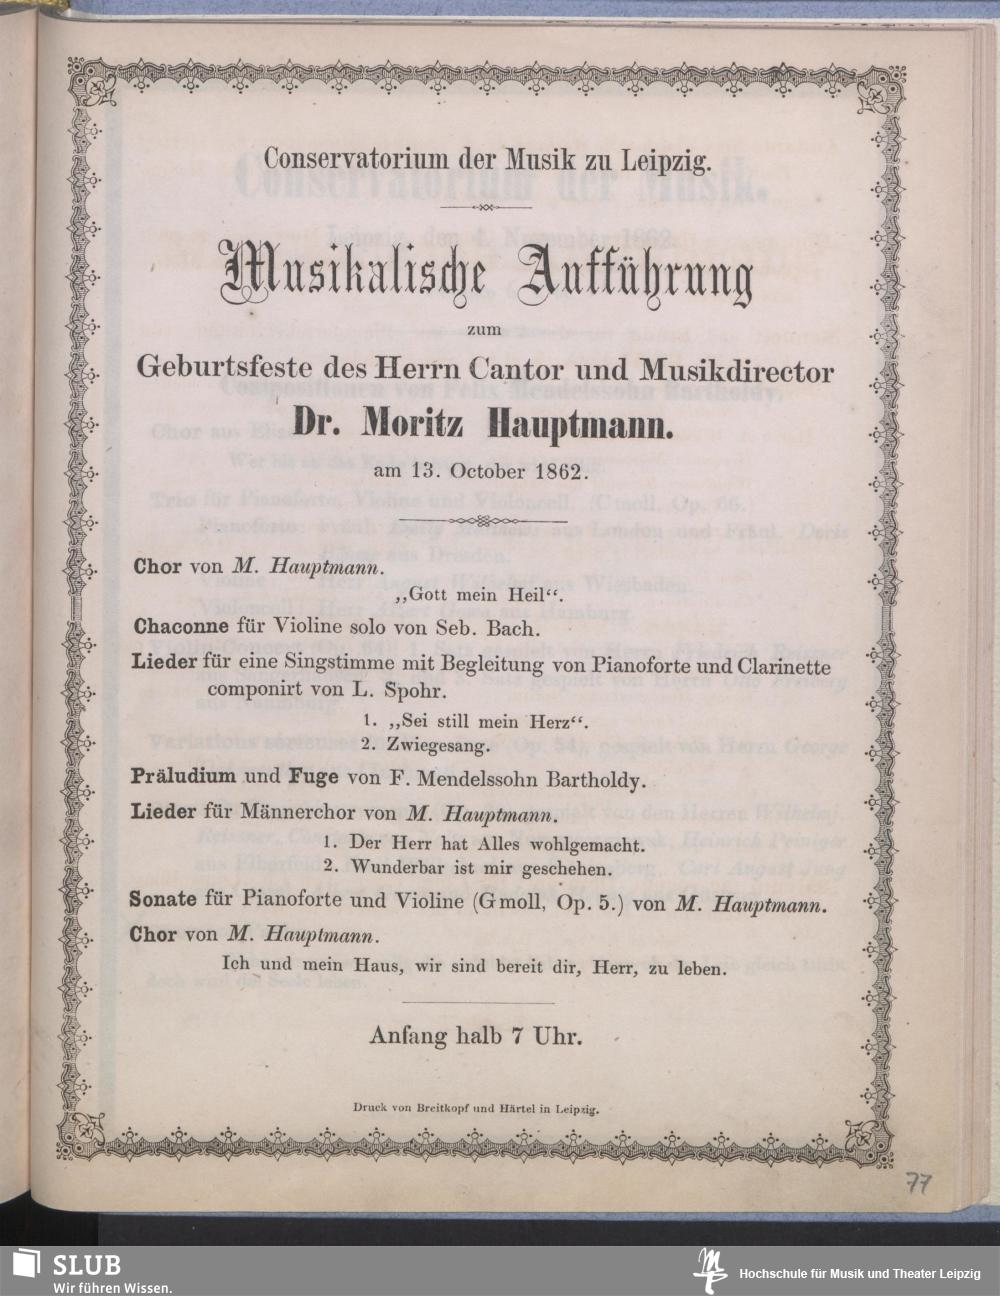 Conservatorium der Musik zu Leipzig.
Musikalische Aufführung
zum
Geburtsfeste des Herrn Cantor und Musikdirector
Dr. Moritz Hauptmann.
am 13. October 1862.
Chor von M. Hauptmann.
„Gott mein Heil“.
Chaconne für Violine solo von Seb. Bach.
Lieder für eine Singstimme mit Begleitung von Pianoforte und Clarinette
componirt von L. Spohr.
1. „Sei still mein Herz“.
2. Zwiegesang.
Präludium und Fuge von F. Mendelssohn Bartholdy.
Lieder für Männerchor von M. Hauptmann.
1. Der Herr hat Alles wohlgemacht.
2. Wunderbar ist mir geschehen.
Sonate für Pianoforte und Violine (G moll, Op. 5.) von M. Hauptmann.
Chor von M. Hauptmann.
Ich und mein Haus, wir sind bereit dir, Herr, zu leben.
Anfang halb 7 Uhr.
Druck von Breitkopf und Härtel in Leipzig.
77
SLUB
Wir führen Wissen.
Hochschule für Musik und Theater Leipzig